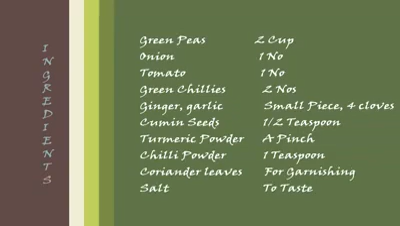 INGREDIENTS
Green Peas 2 Cup
Onion 1 No
Tomato 1 No
Green Chillies 2 Nos
Ginger, garlic Small Piece, 4 cloves
Cumin Seeds 1/2 Teaspoon
Turmeric Powder A Pinch
Chilli Powder 1 Teaspoon
Coriander leaves For Garnishing
Salt To Taste